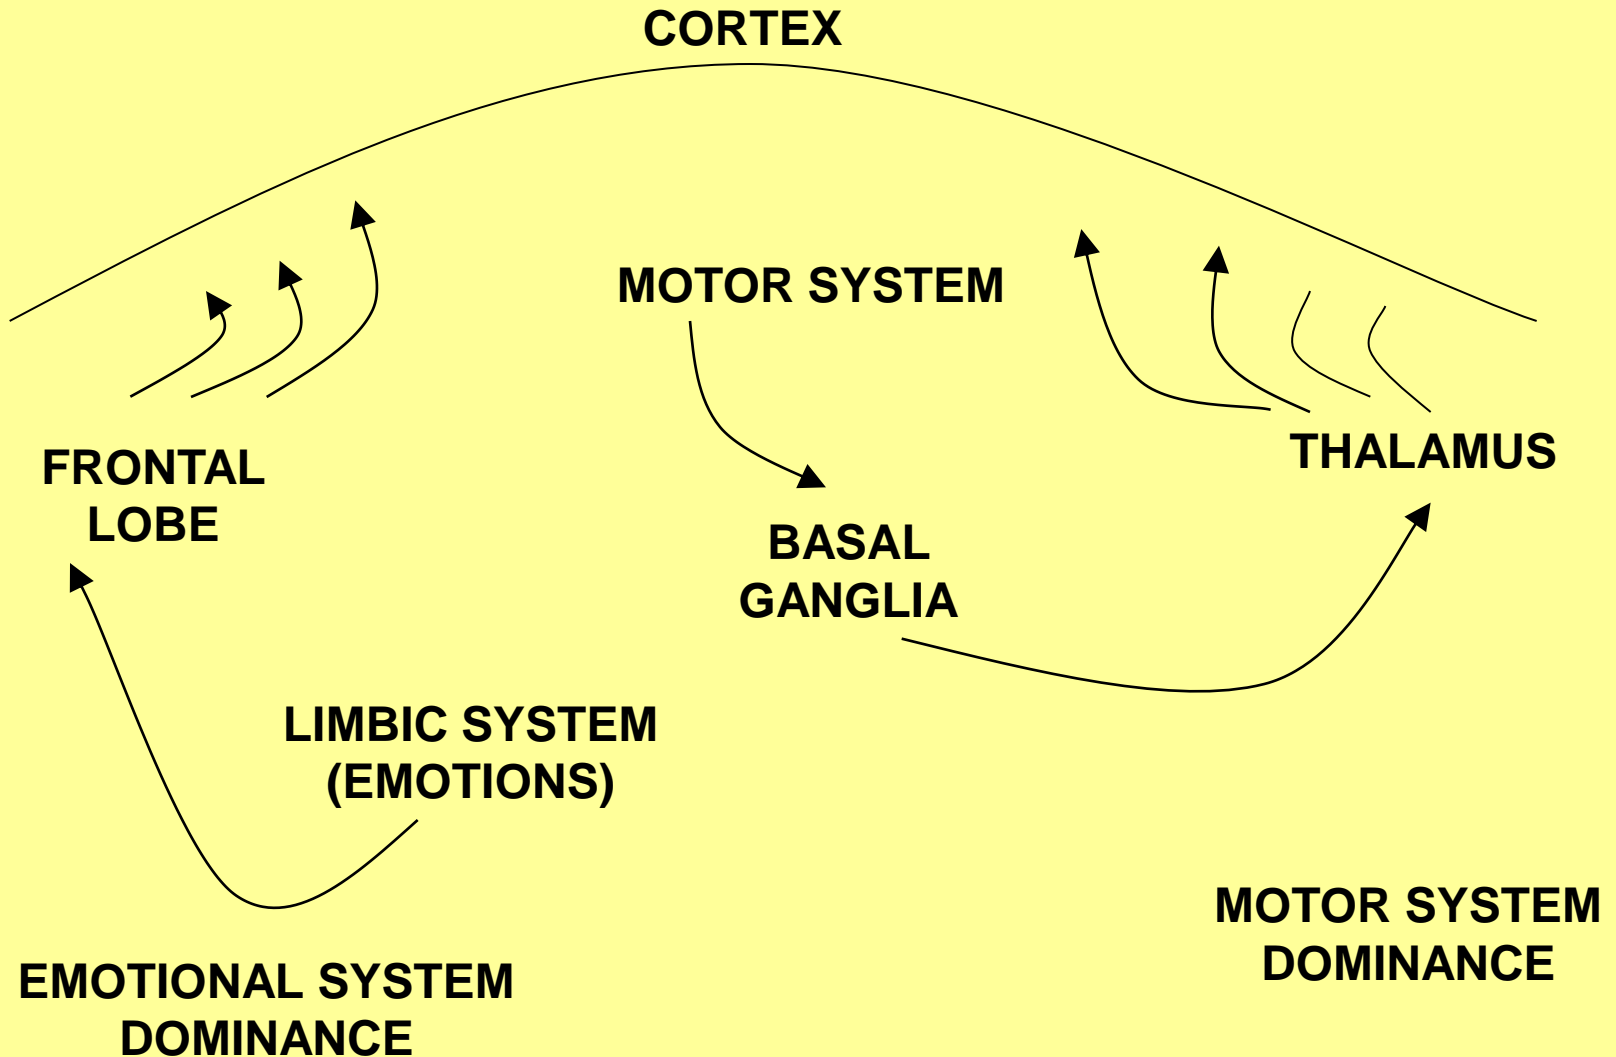 CORTEX
MOTOR SYSTEM
FRONTAL
LOBE
THALAMUS
BASAL
GANGLIA
LIMBIC SYSTEM
(EMOTIONS)
MOTOR SYSTEM
DOMINANCE
EMOTIONAL SYSTEM
DOMINANCE